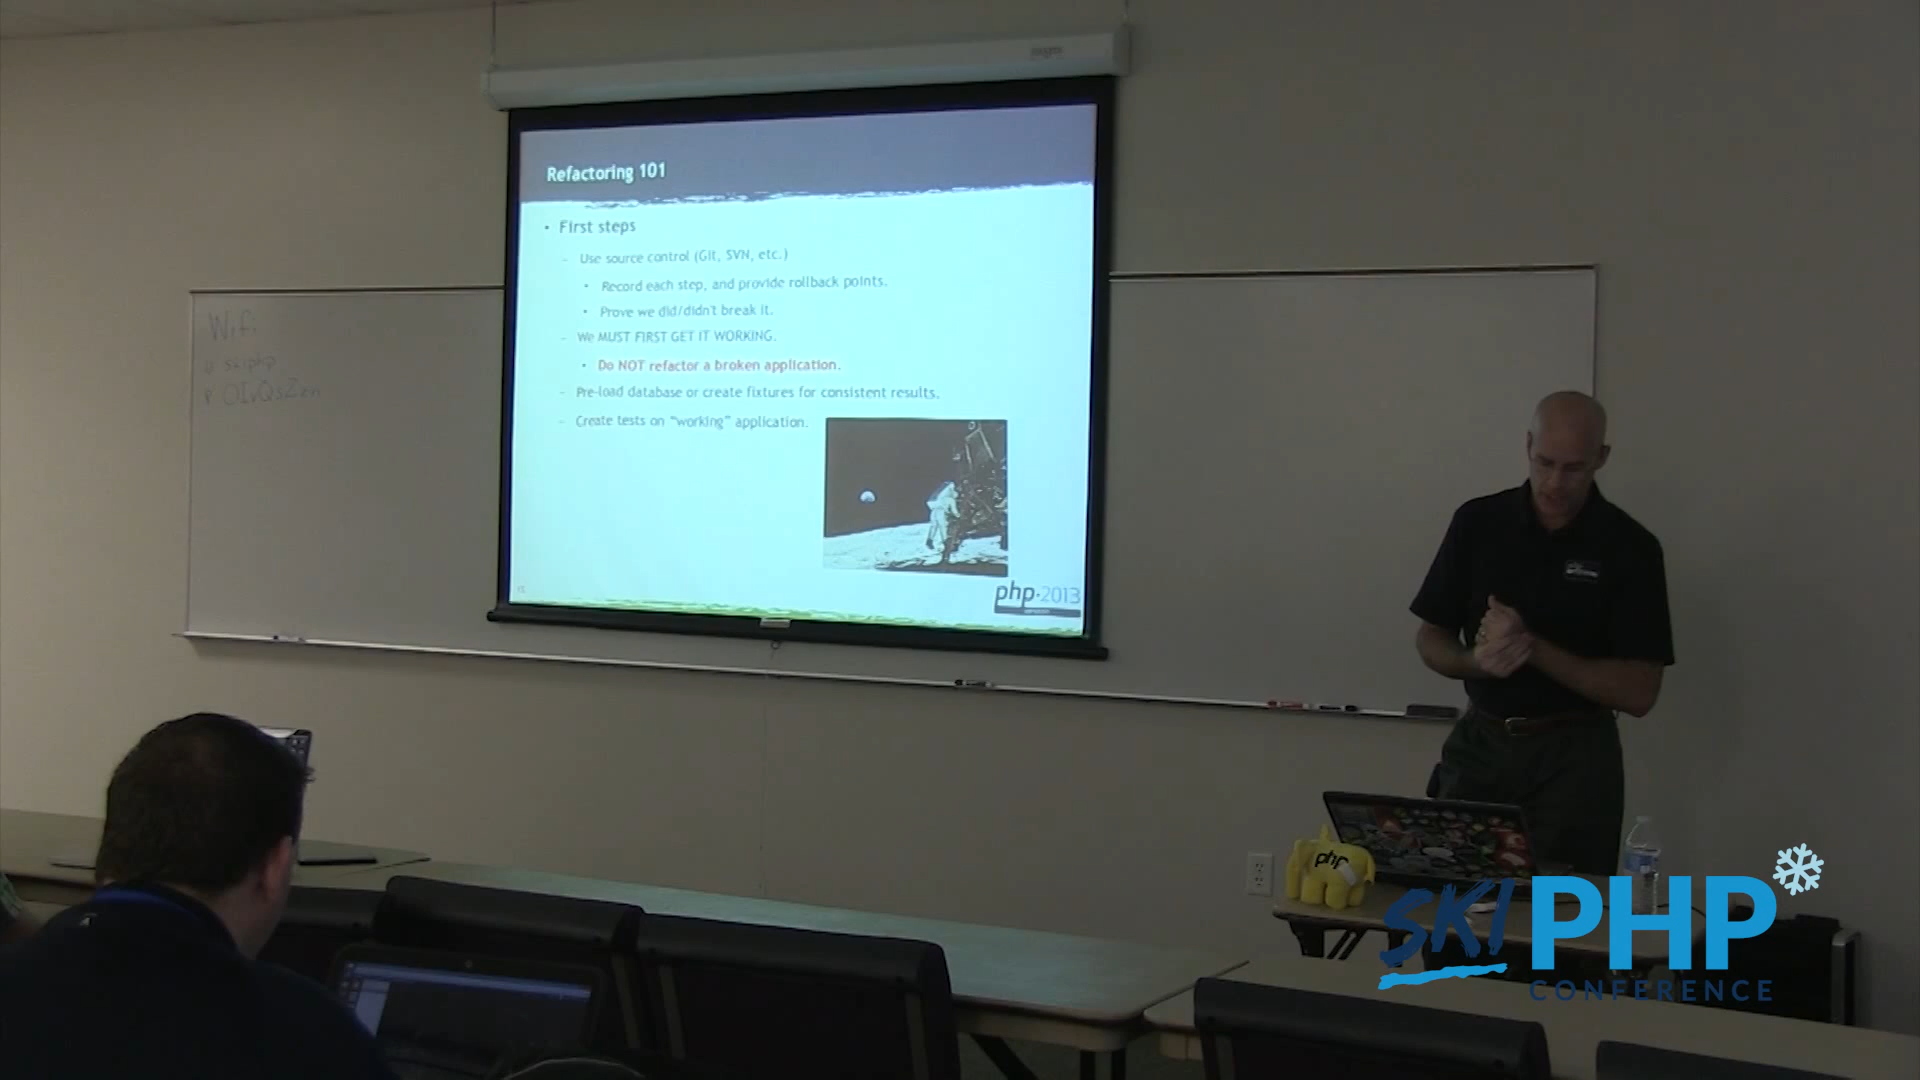 Refactoring 101
• First steps
– Use source control (Git, SVN, etc.)
• Record each step, and provide rollback points.
• Prove we did/didn't break it.
– We MUST FIRST GET IT WORKING.
• Do NOT refactor a broken application.
– Pre-load database or create fixtures for consistent results.
– Create tests on “working” application.
php-2013
Wifi
skiphp
php
SKI PHP
CONFERENCE